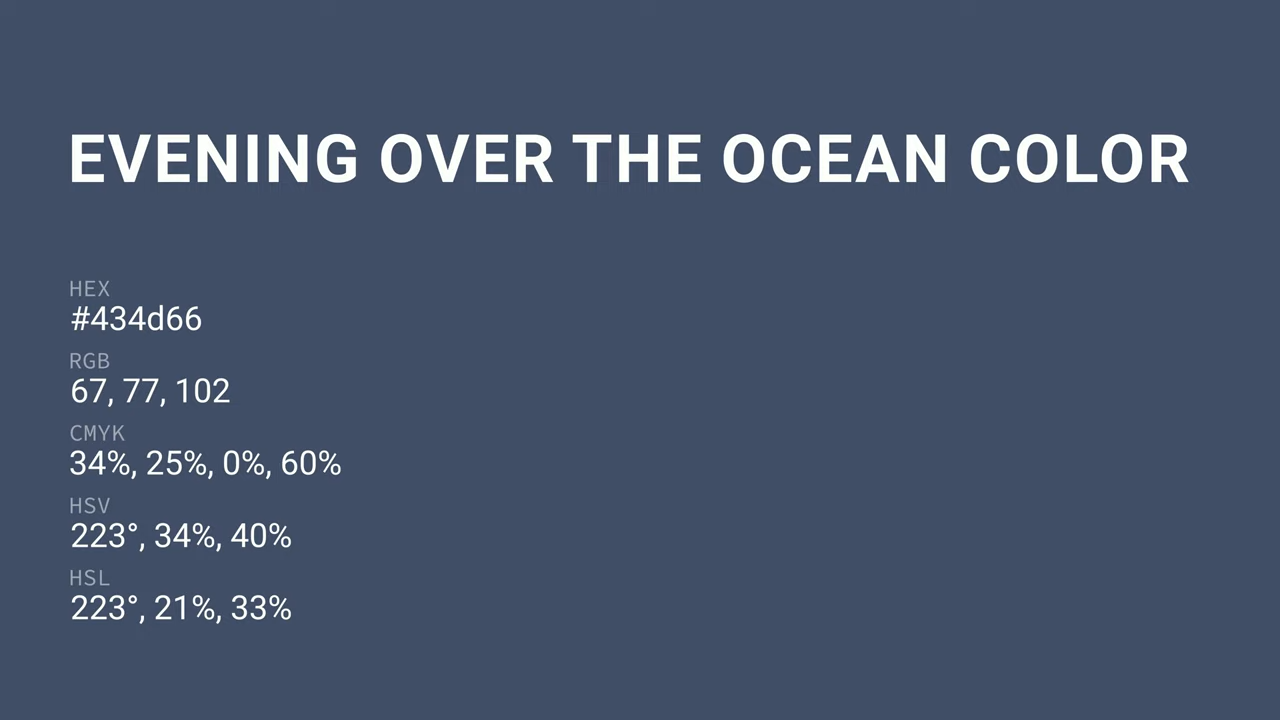 EVENING OVER THE OCEAN COLOR
HEX
#434d66
RGB
67, 77, 102
CMYK
34%, 25%, 0%, 60%
HSV
223°, 34%, 40%
HSL
223°, 21%, 33%